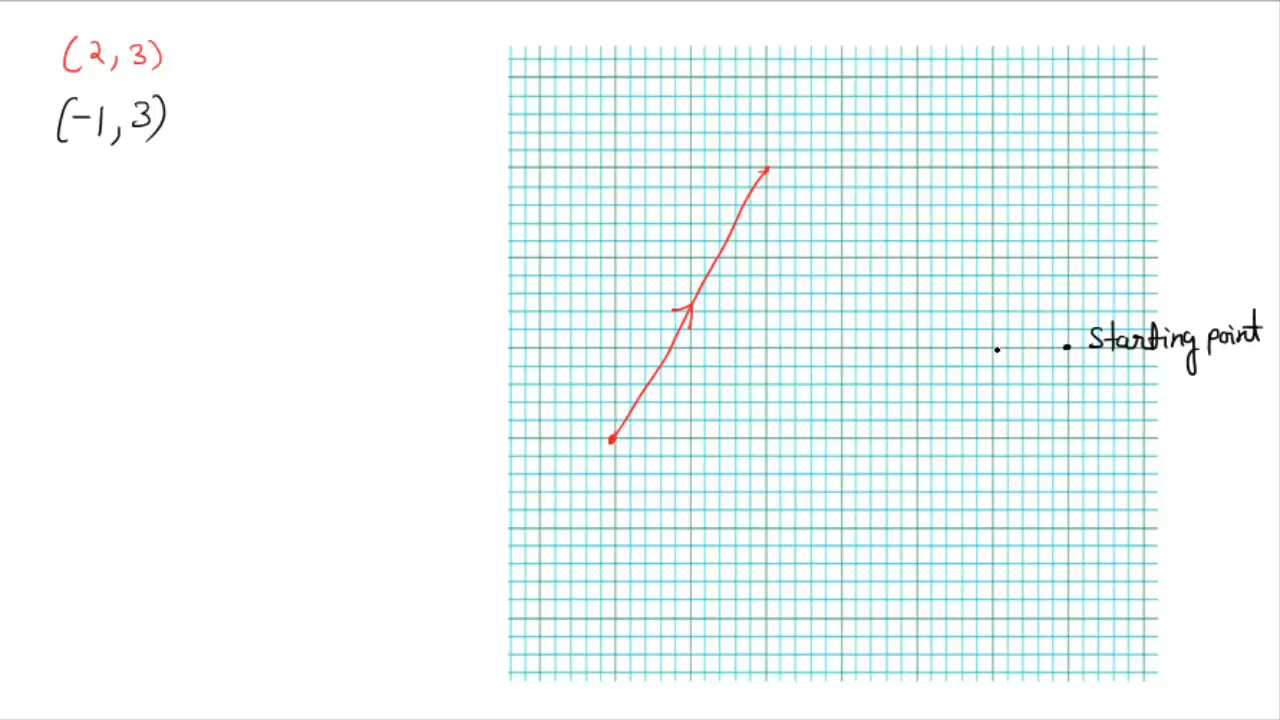 (2, 3)
(-1, 3)
Starting point